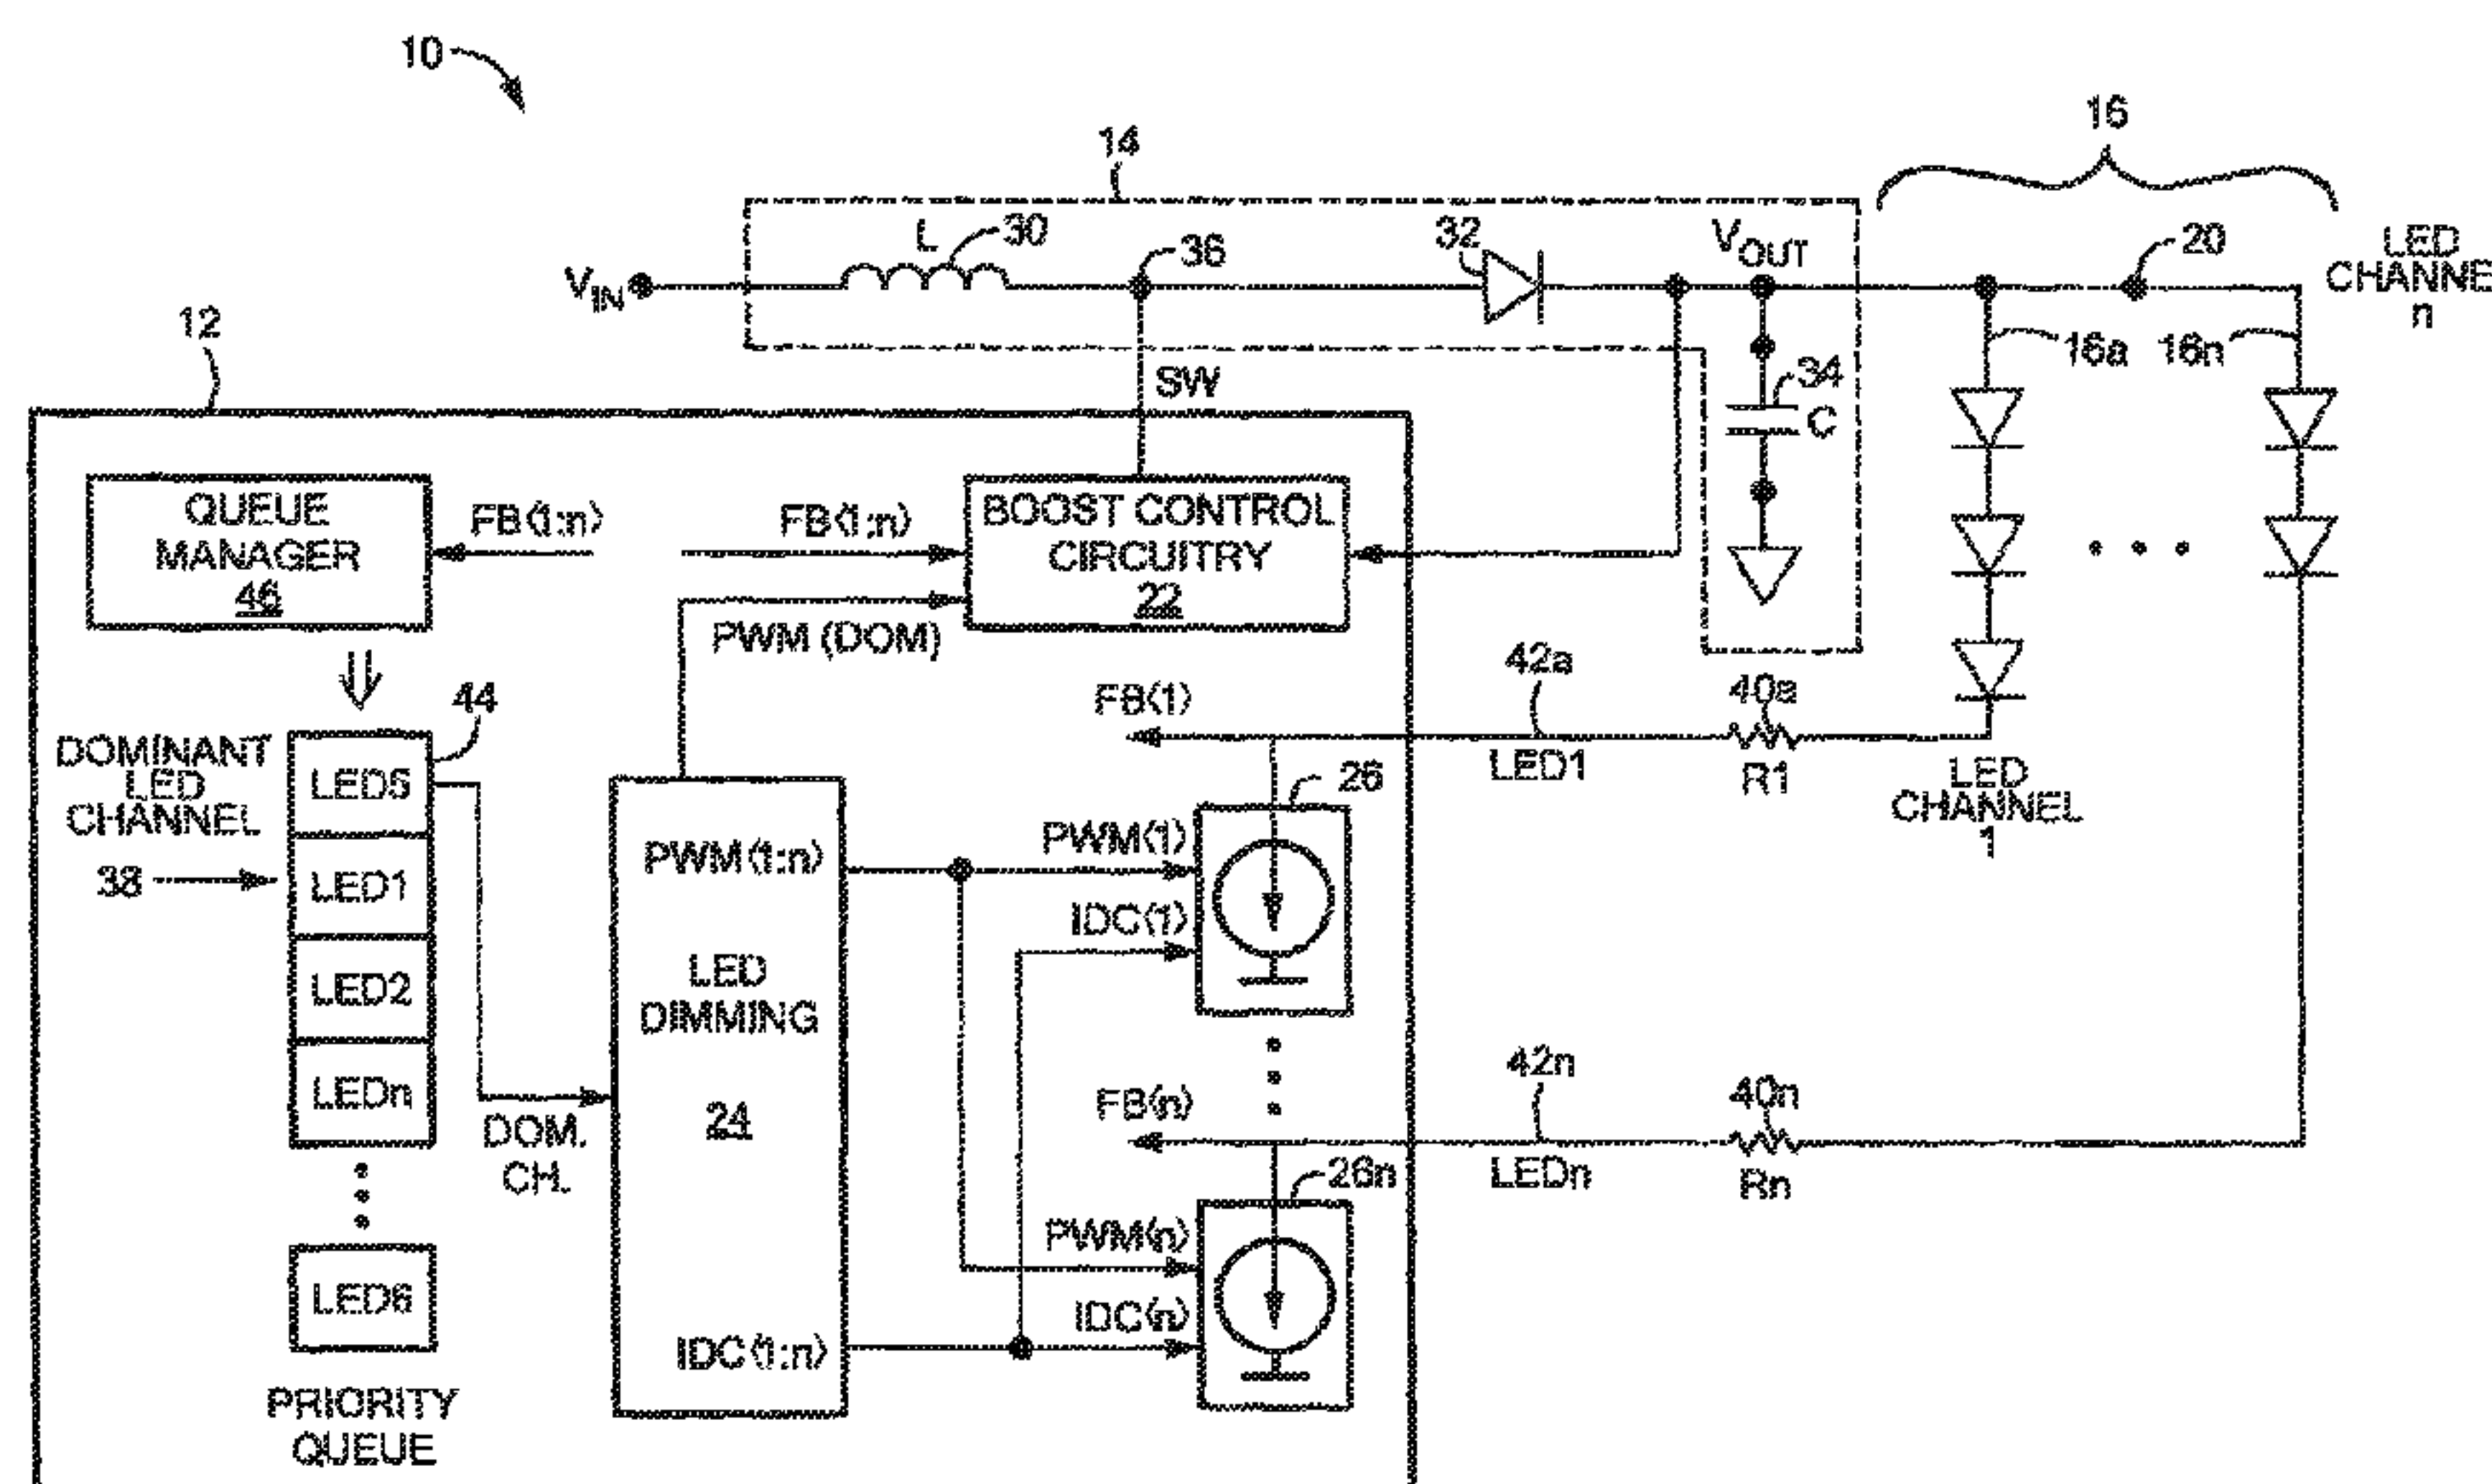 10
14
16
L
30
36
32
VOUT
20
LED
CHANNEL
n
VIN
12
16a
16n
SW
34
C
QUEUE
MANAGER
46
FB(1:n)
FB(1:n)
BOOST CONTROL
CIRCUITRY
22
PWM (DOM)
44
FB(1)
42a
40a
LED1
R1
LED
CHANNEL
1
DOMINANT
LED
CHANNEL
38
LED5
LED1
LED2
LEDn
LED6
PRIORITY
QUEUE
DOM.
CH.
PWM(1:n)
LED
DIMMING
24
IDC(1:n)
26
PWM(1)
IDC(1)
FB(n)
42n
40n
LEDn
Rn
26n
PWM(n)
IDC(n)